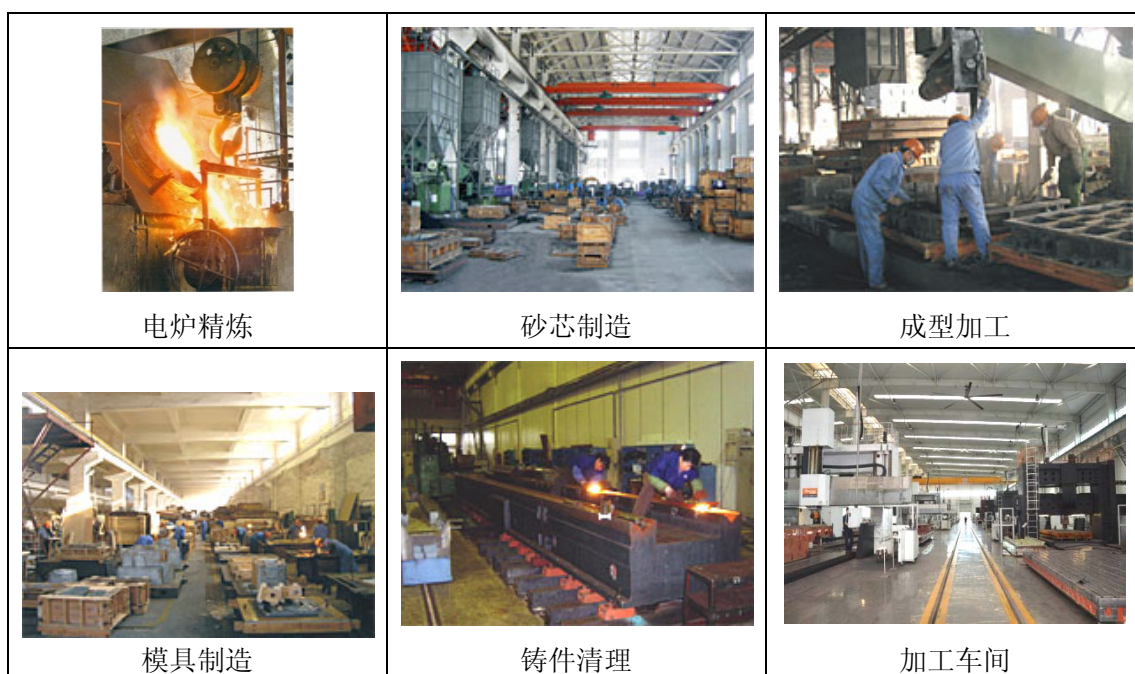 电炉精炼
砂芯制造
成型加工
模具制造
铸件清理
加工车间